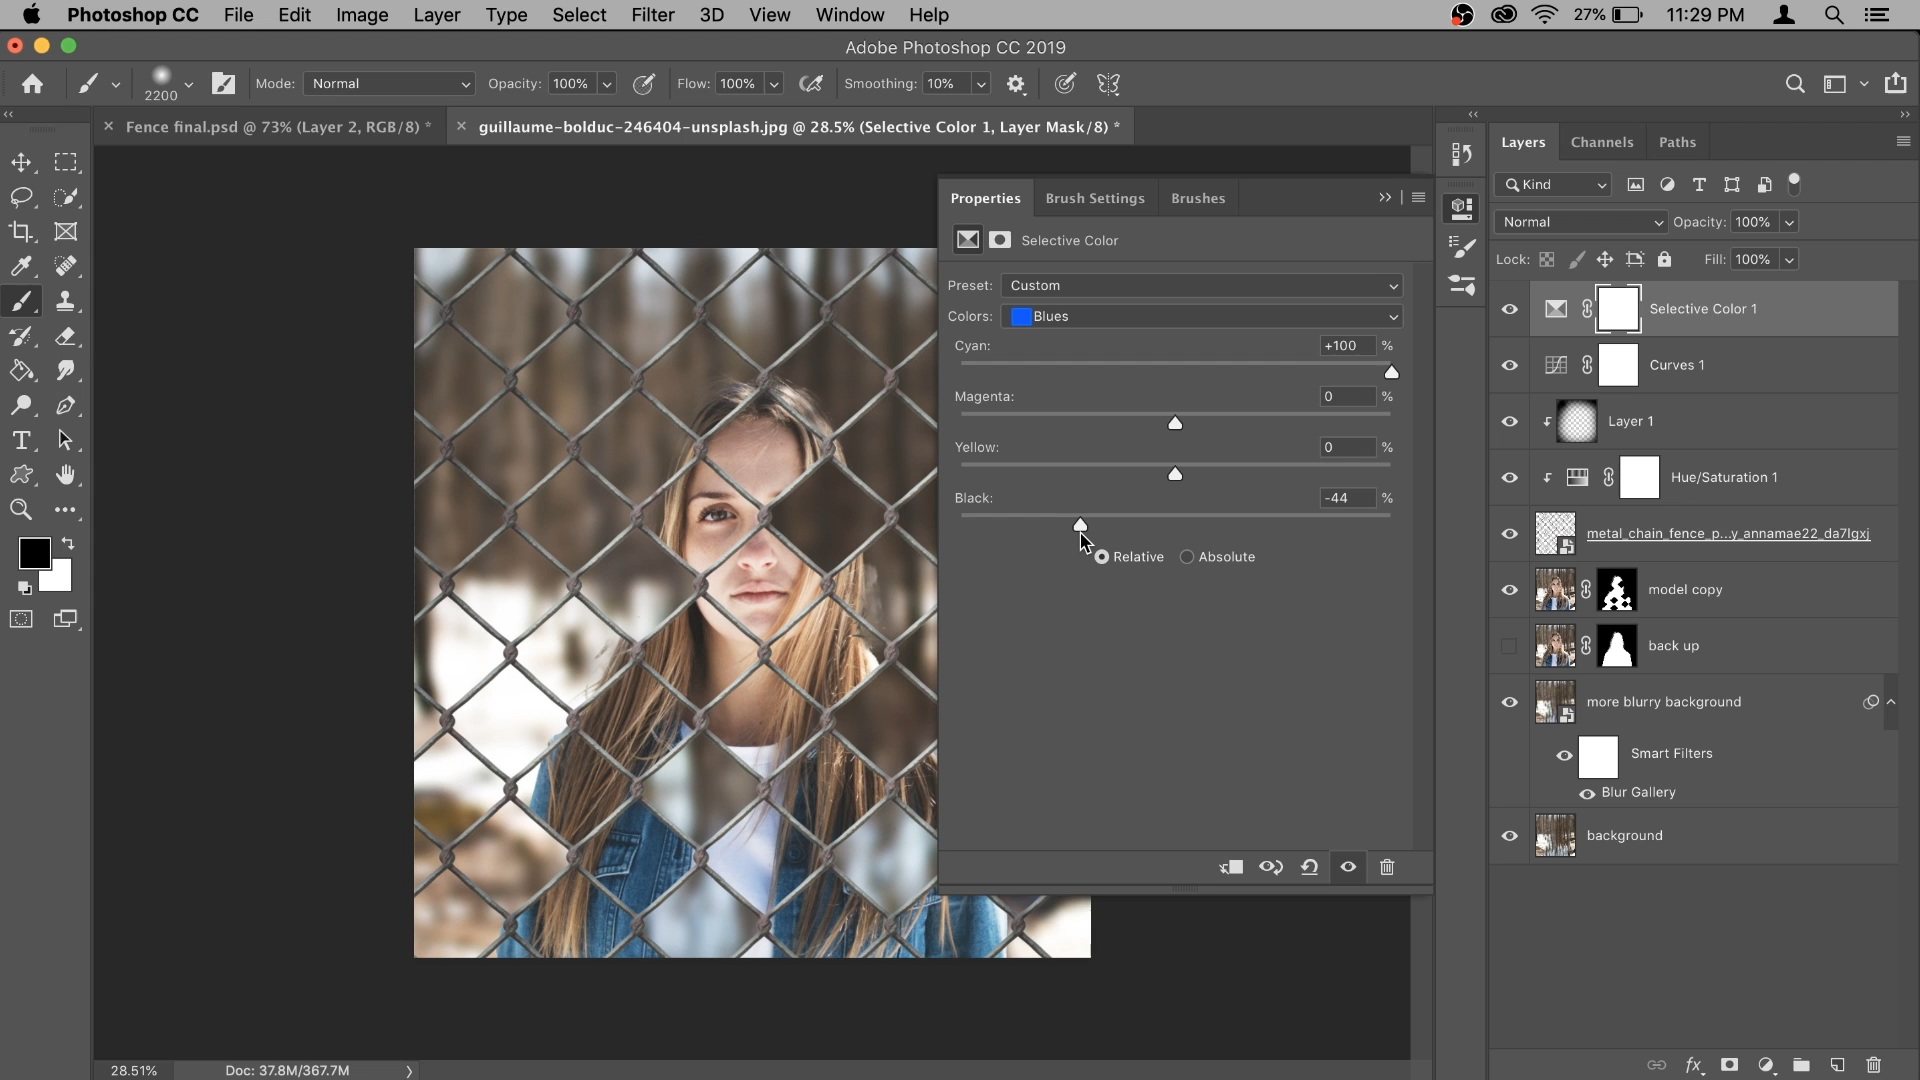 Photoshop CC File Edit Image Layer Type Select Filter 3D View Window Help 27% 11:29 PM
Adobe Photoshop CC 2019
2200 Mode: Normal Opacity: 100% Flow: 100% Smoothing: 10%
Fence final.psd @ 73% (Layer 2, RGB/8) * guillaume-bolduc-246404-unsplash.jpg @ 28.5% (Selective Color 1, Layer Mask/8) *
Properties Brush Settings Brushes
Selective Color
Preset: Custom
Colors: Blues
Cyan: +100 %
Magenta: 0 %
Yellow: 0 %
Black: -44 %
Relative Absolute
Layers Channels Paths
Kind
Normal Opacity: 100%
Lock: Fill: 100%
Selective Color 1
Curves 1
Layer 1
Hue/Saturation 1
metal_chain_fence_p...y_annamae22_da7lgxj
model copy
back up
more blurry background
Smart Filters
Blur Gallery
background
28.51% Doc: 37.8M/367.7M